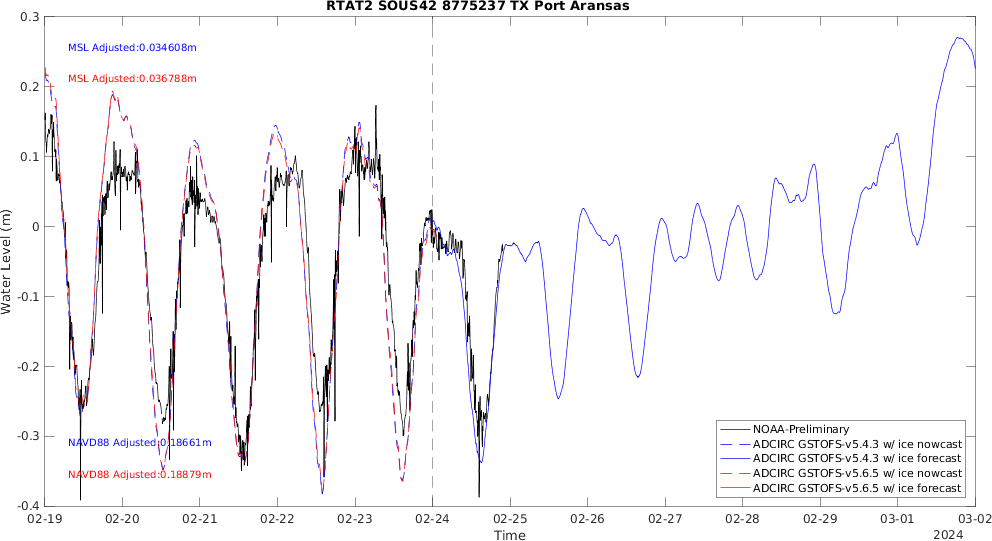 RTAT2 SOUS42 8775237 TX Port Aransas
MSL Adjusted:0.034608m
MSL Adjusted:0.036788m
NAVD88 Adjusted:0.18661m
NAVD88 Adjusted:0.18879m
Water Level (m)
0.3
0.2
0.1
0
-0.1
-0.2
-0.3
-0.4
NOAA-Preliminary
ADCIRC GSTOFS-v5.4.3 w/ ice nowcast
ADCIRC GSTOFS-v5.4.3 w/ ice forecast
ADCIRC GSTOFS-v5.6.5 w/ ice nowcast
ADCIRC GSTOFS-v5.6.5 w/ ice forecast
02-19 02-20 02-21 02-22 02-23 02-24 02-25 02-26 02-27 02-28 02-29 03-01 03-02
Time
2024